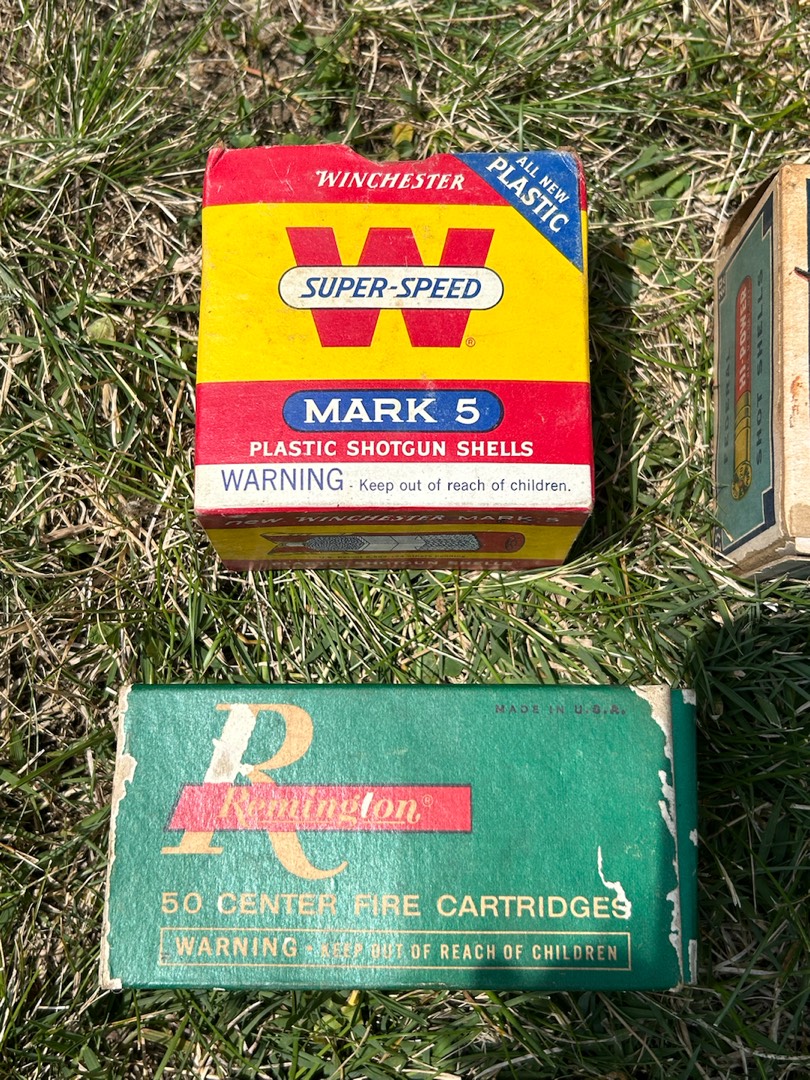 WINCHESTER
ALL NEW
PLASTIC
W
SUPER-SPEED
®
MARK 5
PLASTIC SHOTGUN SHELLS
WARNING - Keep out of reach of children.
new WINCHESTER MARK 5
HI-POWER
SHOT SHELLS
MADE IN U.S.A.
R
Remington®
50 CENTER FIRE CARTRIDGES
WARNING - KEEP OUT OF REACH OF CHILDREN